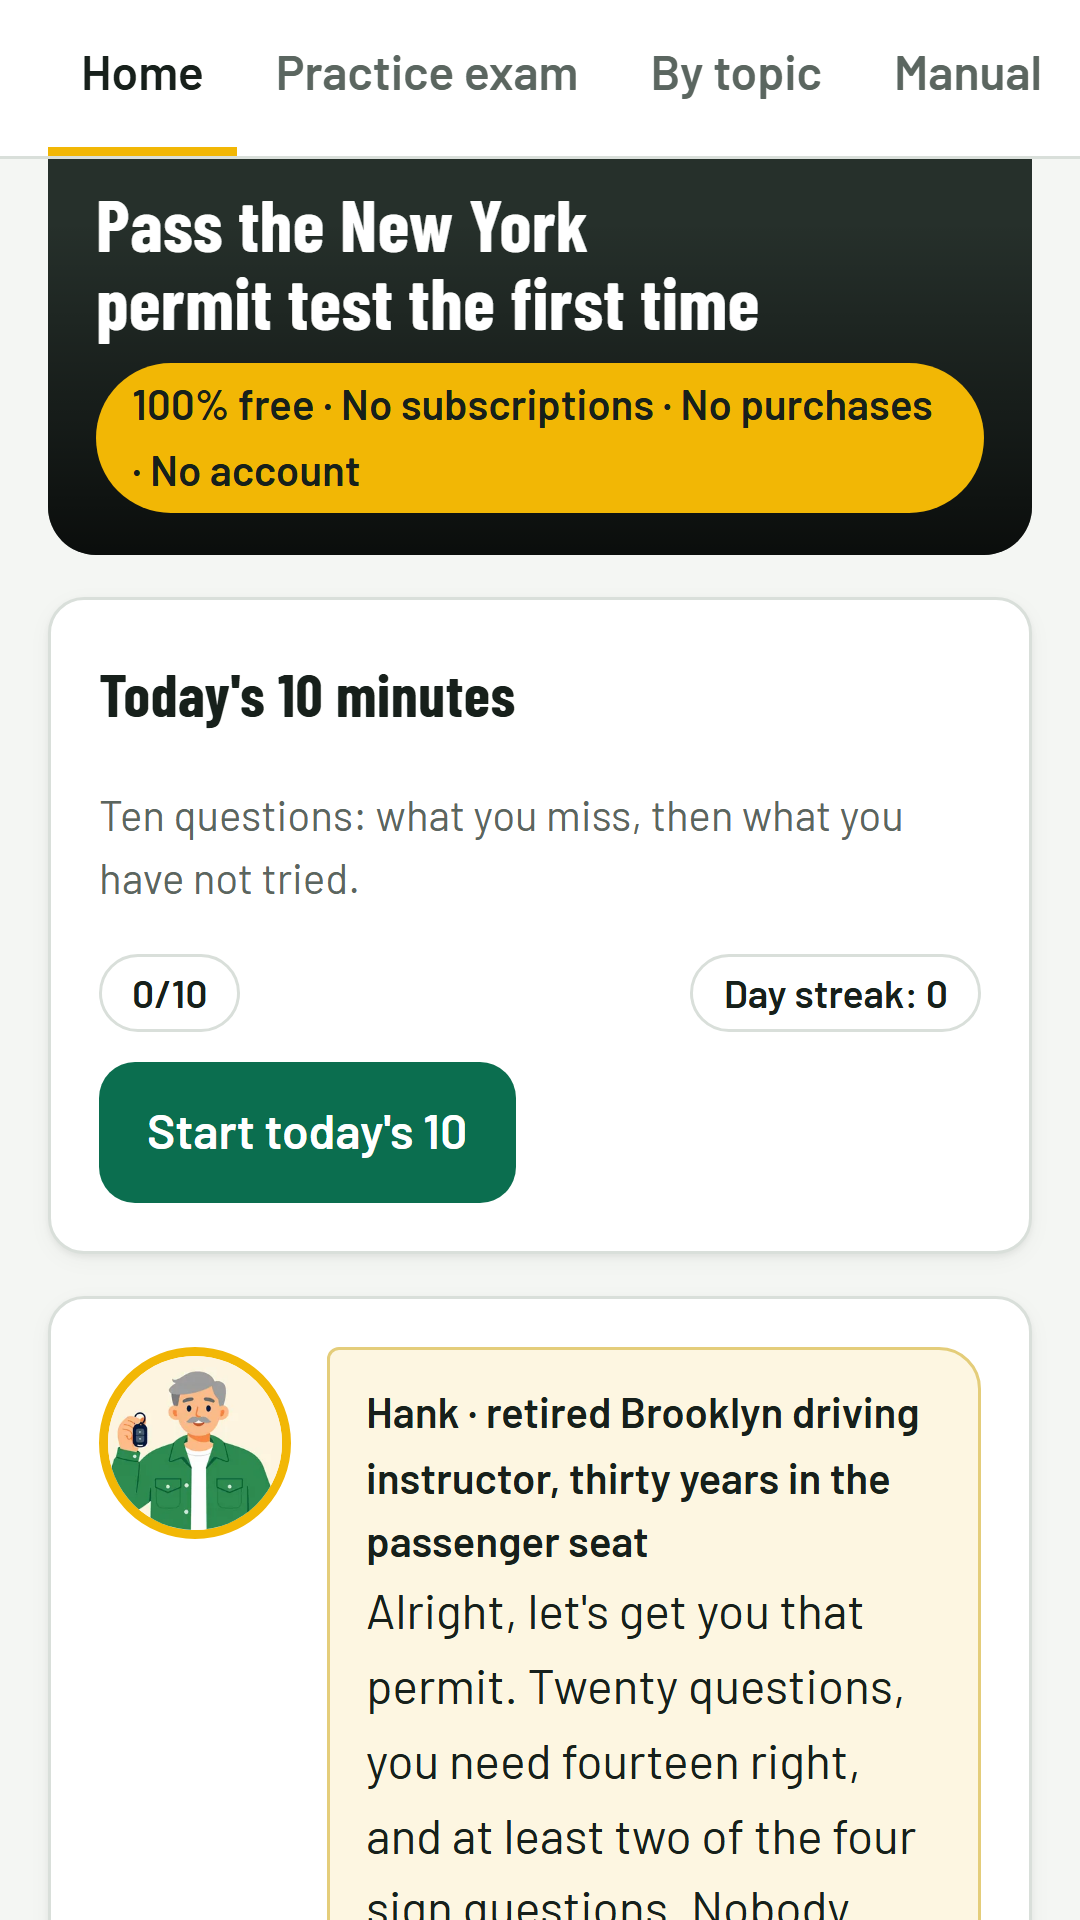 Home Practice exam By topic Manual
Pass the New York
permit test the first time
100% free · No subscriptions · No purchases
· No account
Today's 10 minutes
Ten questions: what you miss, then what you
have not tried.
0/10 Day streak: 0
Start today's 10
Hank · retired Brooklyn driving
instructor, thirty years in the
passenger seat
Alright, let's get you that
permit. Twenty questions,
you need fourteen right,
and at least two of the four
sign questions. Nobody